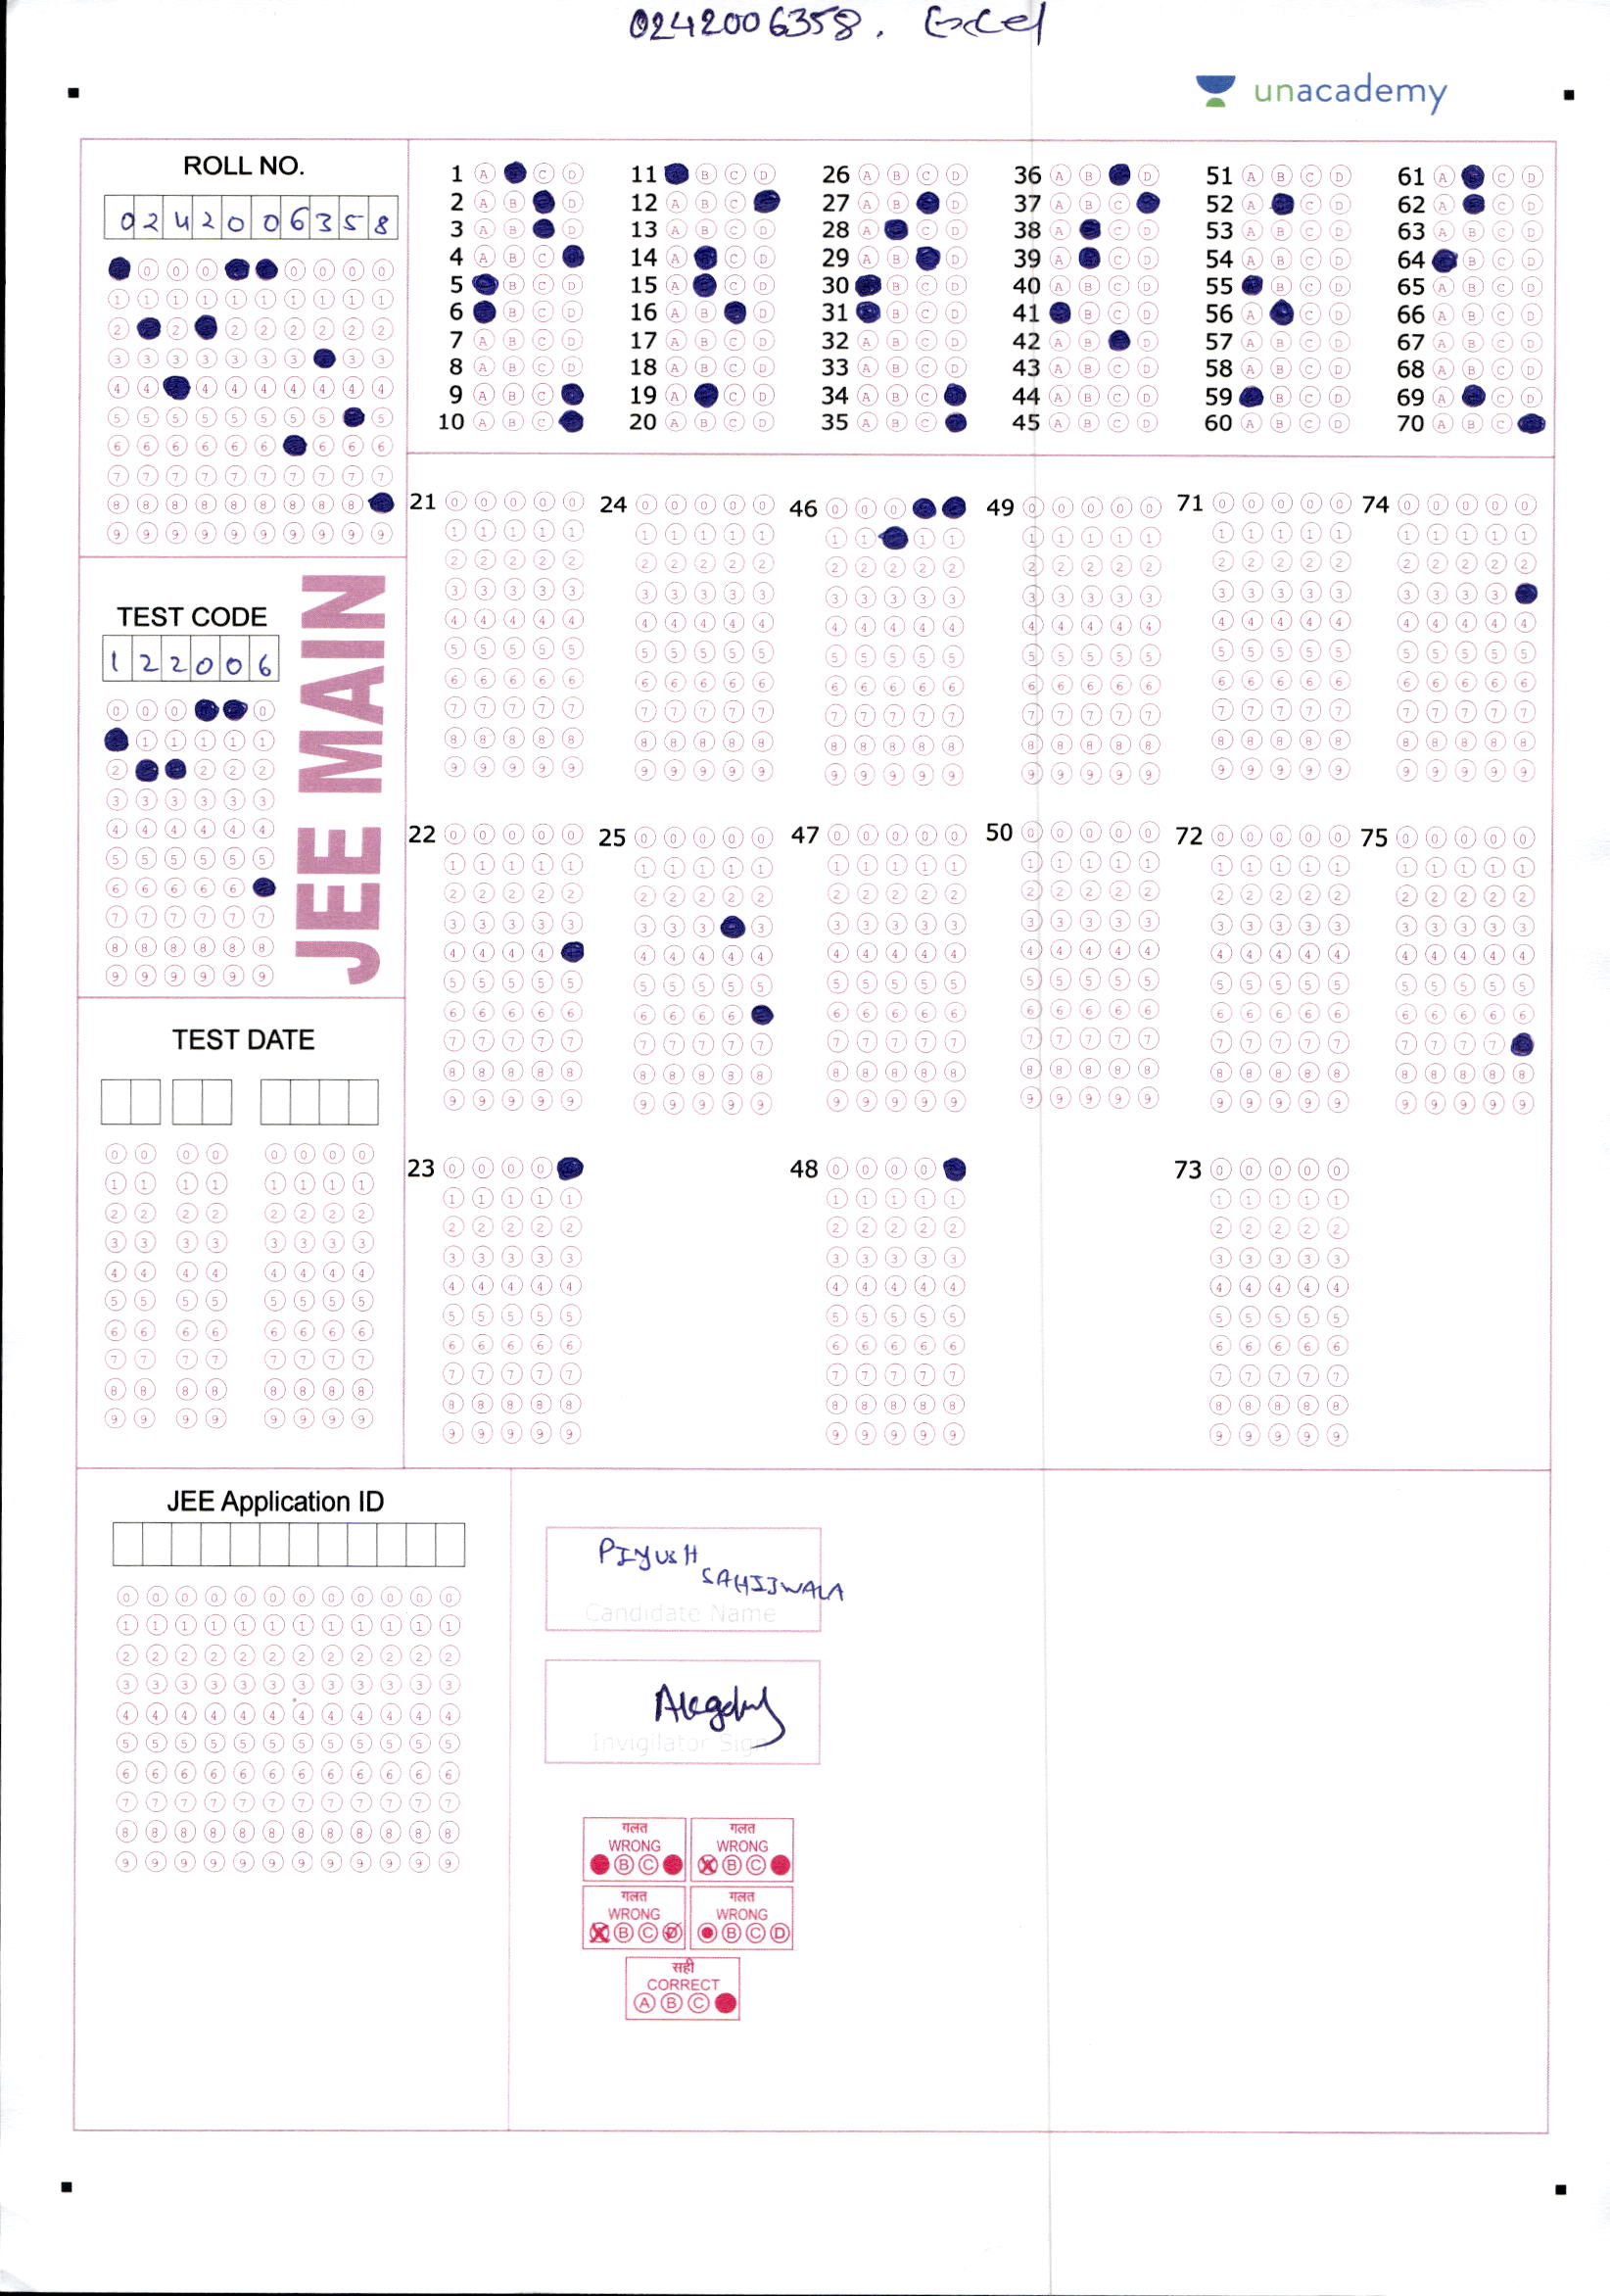 0242006358. Excel
unacademy
ROLL NO.
0 2 4 2 0 0 6 3 5 8
TEST CODE
1 2 2 0 0 6
JEE MAIN
TEST DATE
1 A C D
2 A B D
3 A B D
4 A B C
5 B C D
6 B C D
7 A B C D
8 A B C D
9 A B C
10 A B C
11 B C D
12 A B C
13 A B C D
14 A C D
15 A C D
16 A B D
17 A B C D
18 A B C D
19 A C D
20 A B C D
26 A B C D
27 A B D
28 A C D
29 A B D
30 B C D
31 B C D
32 A B C D
33 A B C D
34 A B C
35 A B C
36 A B D
37 A B C
38 A C D
39 A C D
40 A B C D
41 B C D
42 A B D
43 A B C D
44 A B C D
45 A B C D
51 A B C D
52 A C D
53 A B C D
54 A B C D
55 B C D
56 A C D
57 A B C D
58 A B C D
59 B C D
60 A B C D
61 A C D
62 A C D
63 A B C D
64 B C D
65 A B C D
66 A B C D
67 A B C D
68 A B C D
69 A C D
70 A B C
21
24
46
49
71
74
22
25
47
50
72
75
23
48
73
JEE Application ID
PIYUSH
SAHIJWALA
Candidate Name
Invigilator Sign
गलत
WRONG
B C
गलत
WRONG
B C
गलत
WRONG
B C D
गलत
WRONG
B C D
सही
CORRECT
A B C